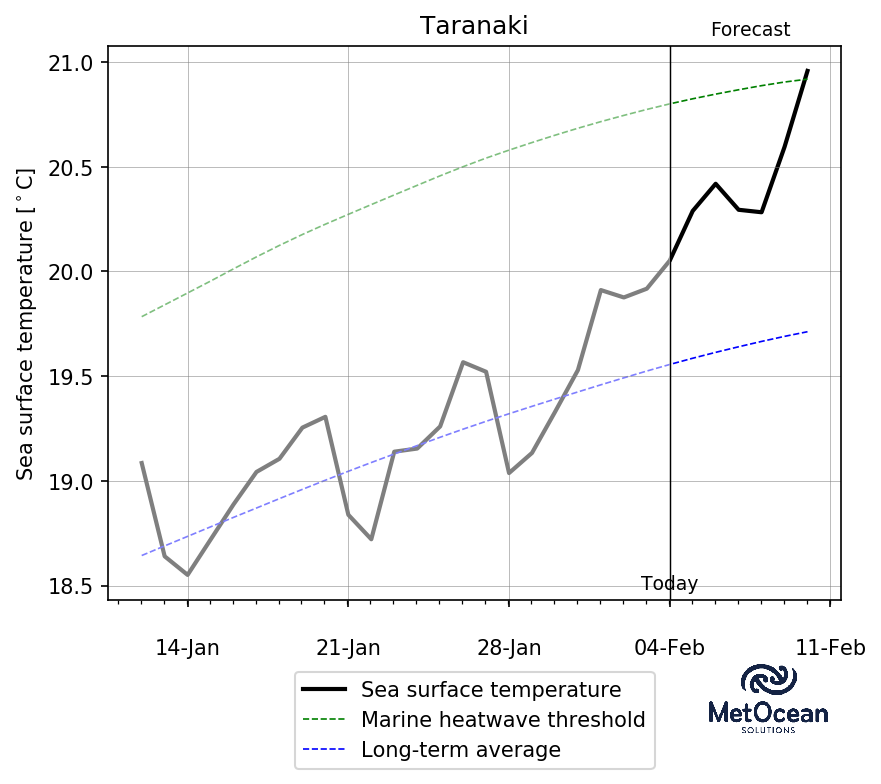 Taranaki
Forecast
Sea surface temperature [°C]
21.0
20.5
20.0
19.5
19.0
18.5
Today
14-Jan
21-Jan
28-Jan
04-Feb
11-Feb
Sea surface temperature
Marine heatwave threshold
Long-term average
MetOcean
SOLUTIONS